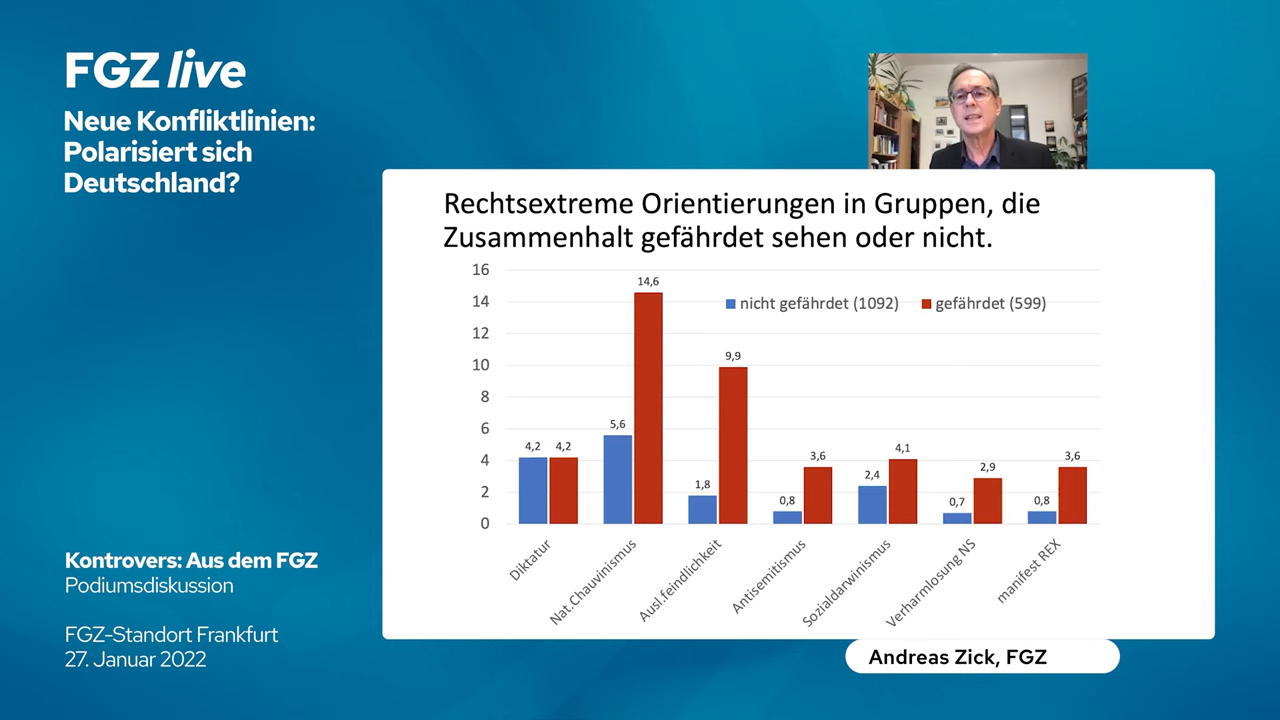 FGZ live
Neue Konfliktlinien:
Polarisiert sich
Deutschland?
Rechtsextreme Orientierungen in Gruppen, die
Zusammenhalt gefährdet sehen oder nicht.
16
14
12
10
8
6
4
2
0
nicht gefährdet (1092)
gefährdet (599)
4,2
4,2
5,6
14,6
1,8
9,9
0,8
3,6
2,4
4,1
0,7
2,9
0,8
3,6
Diktatur
Nat.Chauvinismus
Ausl.feindlichkeit
Antisemitismus
Sozialdarwinismus
Verharmlosung NS
manifest REX
Kontrovers: Aus dem FGZ
Podiumsdiskussion
FGZ-Standort Frankfurt
27. Januar 2022
Andreas Zick, FGZ